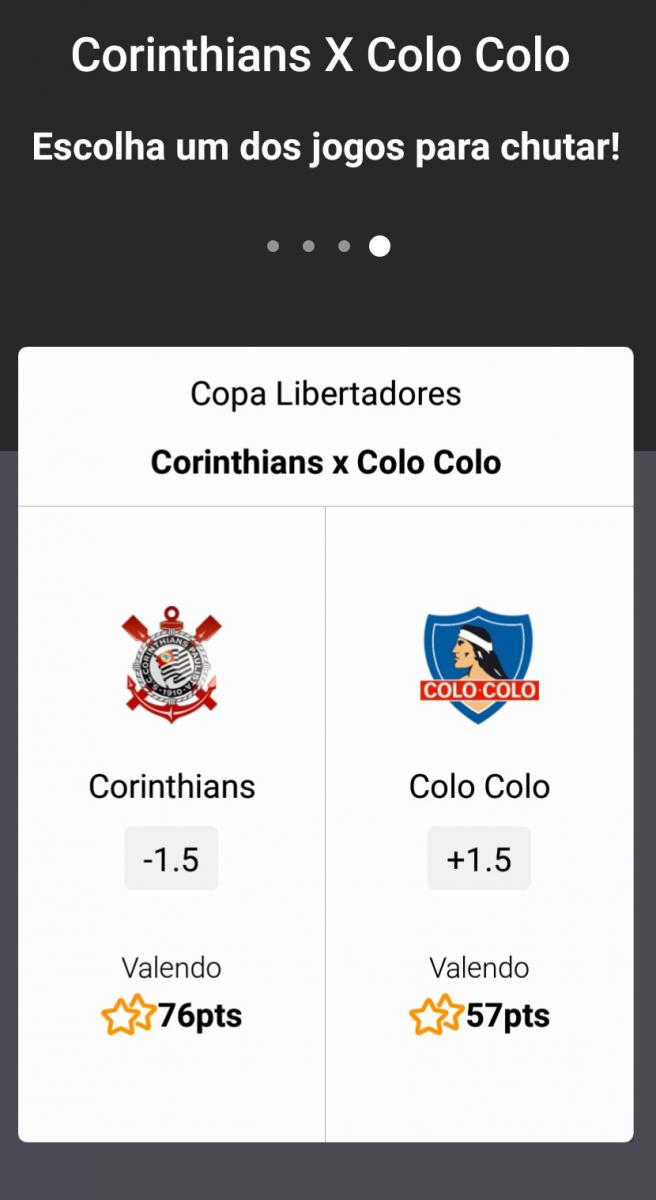 Corinthians X Colo Colo
Escolha um dos jogos para chutar!
Copa Libertadores
Corinthians x Colo Colo
S.C. CORINTHIANS PAULISTA
1910
COLO·COLO
Corinthians
Colo Colo
-1.5
+1.5
Valendo
Valendo
76pts
57pts